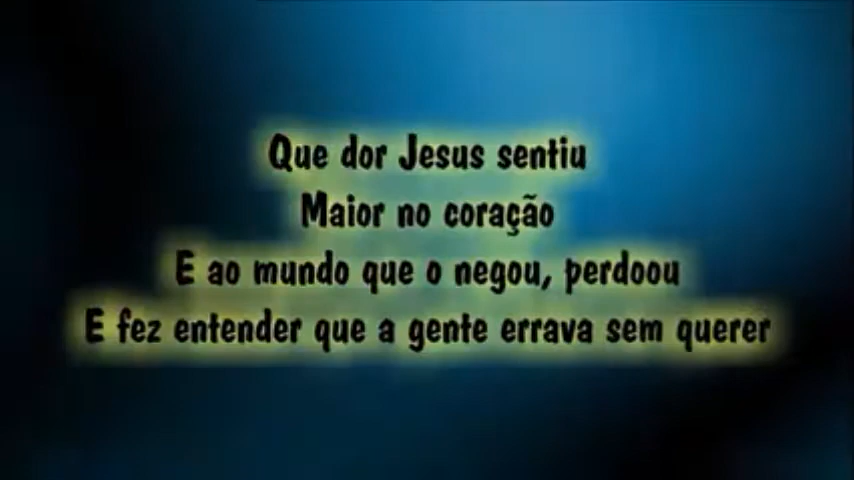 Que dor Jesus sentiu
Maior no coração
E ao mundo que o negou, perdoou
E fez entender que a gente errava sem querer